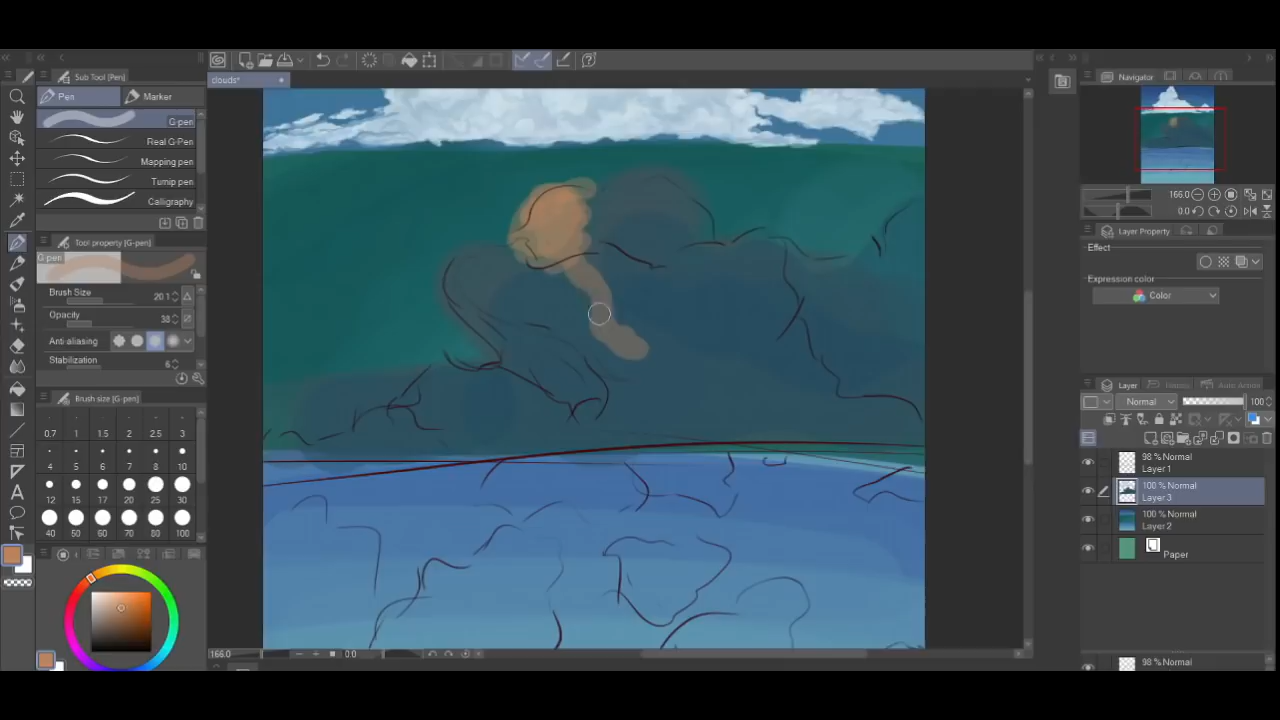 Sub Tool [Pen]
Pen
Marker
G-pen
Real G-Pen
Mapping pen
Turnip pen
Calligraphy
Tool property [G-pen]
G-pen
Brush Size 20.1
Opacity 38
Anti-aliasing
Stabilization 6
Brush size [G-pen]
0.7 1 1.5 2 2.5 3
4 5 6 7 8 10
12 15 17 20 25 30
40 50 60 70 80 100
clouds*
166.0
0.0
Navigator
166.0
0.0
Layer Property
Effect
Expression color
Color
Layer
Auto Action
Normal 100
98 % Normal
Layer 1
100 % Normal
Layer 3
100 % Normal
Layer 2
Paper
98 % Normal